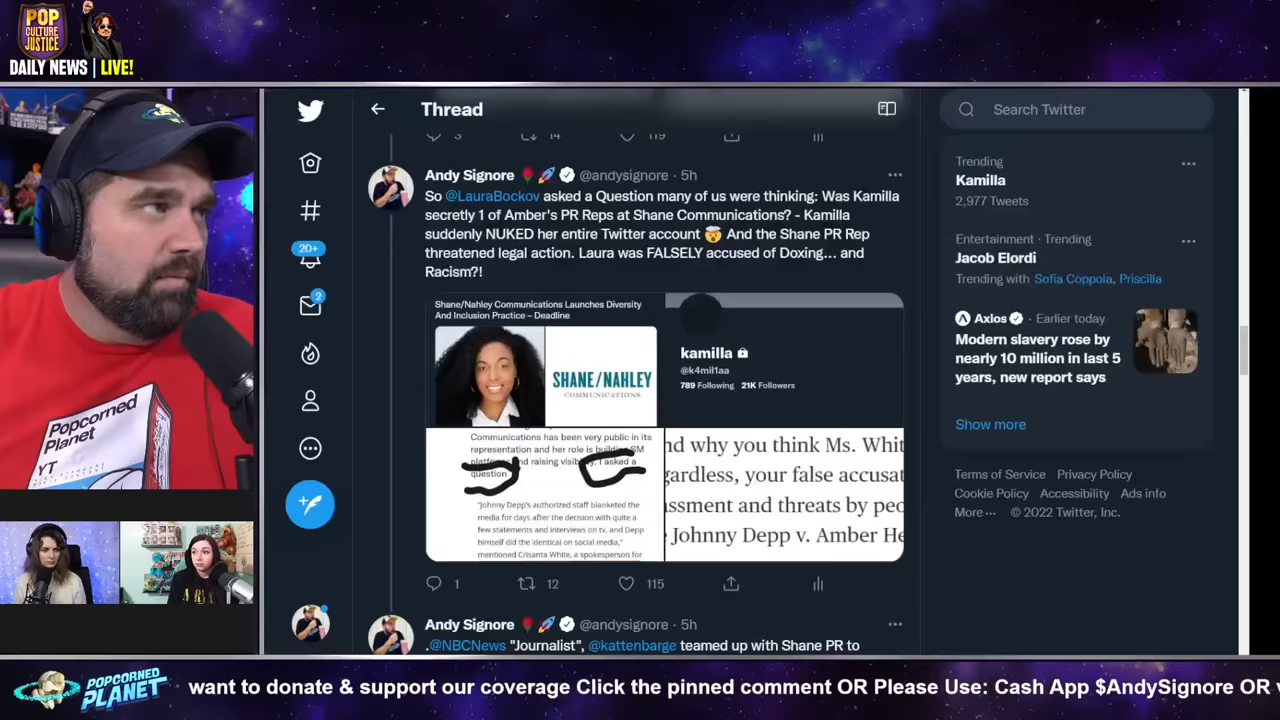 POP
CULTURE
JUSTICE
DAILY NEWS | LIVE!
Popcorned
Planet
YT
Thread
3
14
119
Andy Signore @andysignore · 5h
So @LauraBockov asked a Question many of us were thinking: Was Kamilla
secretly 1 of Amber's PR Reps at Shane Communications? - Kamilla
suddenly NUKED her entire Twitter account 🤯 And the Shane PR Rep
threatened legal action. Laura was FALSELY accused of Doxing... and
Racism?!
Shane/Nahley Communications Launches Diversity
And Inclusion Practice – Deadline
SHANE/NAHLEY
COMMUNICATIONS
kamilla
@k4mil1aa
789 Following 21K Followers
Communications has been very public in its
representation and her role is building SM
and raising visibility, I asked a
question
"Johnny Depp's authorized staff blanketed the
media for days after the decision with quite a
few statements and interviews on tv, and Depp
himself did the identical on social media,"
mentioned Crisanta White, a spokesperson for
nd why you think Ms. Whit
gardless, your false accusat
assment and threats by peo
Johnny Depp v. Amber He
1
12
115
Andy Signore @andysignore · 5h
.@NBCNews "Journalist", @kattenbarge teamed up with Shane PR to
20+
2
Search Twitter
Trending
Kamilla
2,977 Tweets
Entertainment · Trending
Jacob Elordi
Trending with Sofia Coppola, Priscilla
Axios · Earlier today
Modern slavery rose by
nearly 10 million in last 5
years, new report says
Show more
Terms of Service Privacy Policy
Cookie Policy Accessibility Ads info
More ··· © 2022 Twitter, Inc.
POPCORNED
PLANET
want to donate & support our coverage Click the pinned comment OR Please Use: Cash App $AndySignore OR